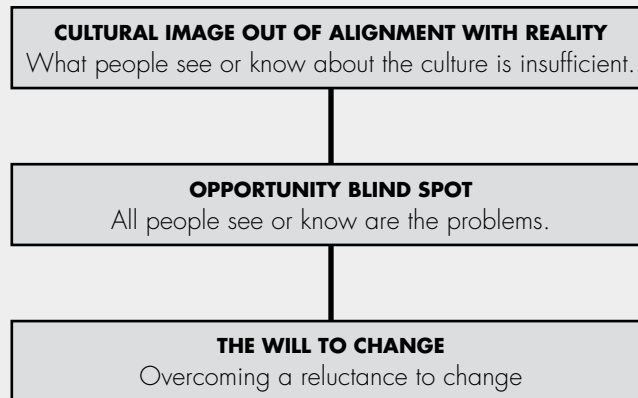 CULTURAL IMAGE OUT OF ALIGNMENT WITH REALITY
What people see or know about the culture is insufficient.
OPPORTUNITY BLIND SPOT
All people see or know are the problems.
THE WILL TO CHANGE
Overcoming a reluctance to change